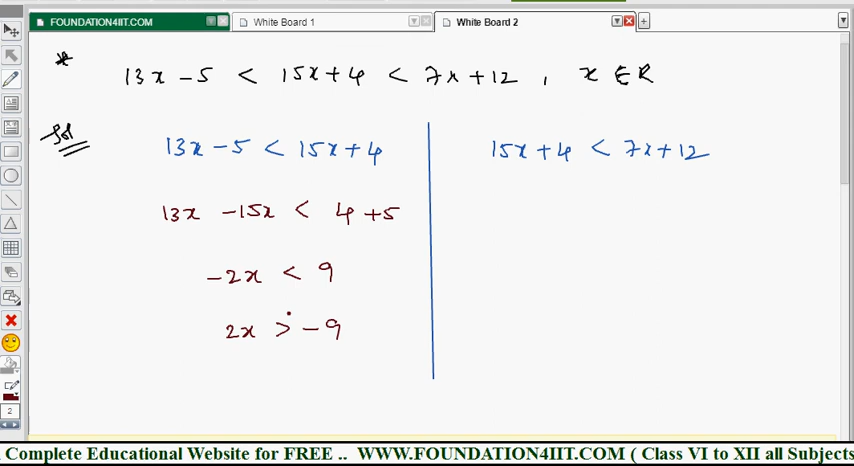 FOUNDATION4IIT.COM
White Board 1
White Board 2
* 13x - 5 < 15x + 4 < 7x + 12 , x ∈ R
Sol
13x - 5 < 15x + 4
13x - 15x < 4 + 5
-2x < 9
2x > -9
15x + 4 < 7x + 12
2
Complete Educational Website for FREE .. WWW.FOUNDATION4IIT.COM ( Class VI to XII all Subjects